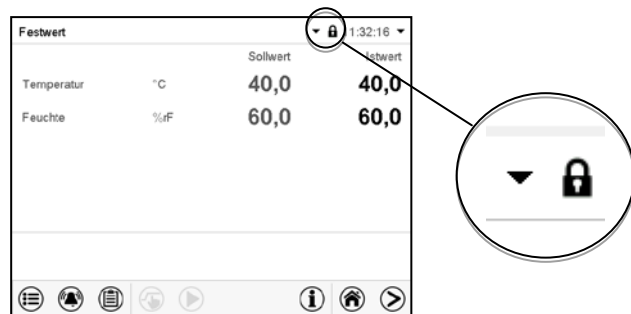 Festwert 1:32:16
Sollwert Istwert
Temperatur °C 40,0 40,0
Feuchte %rF 60,0 60,0